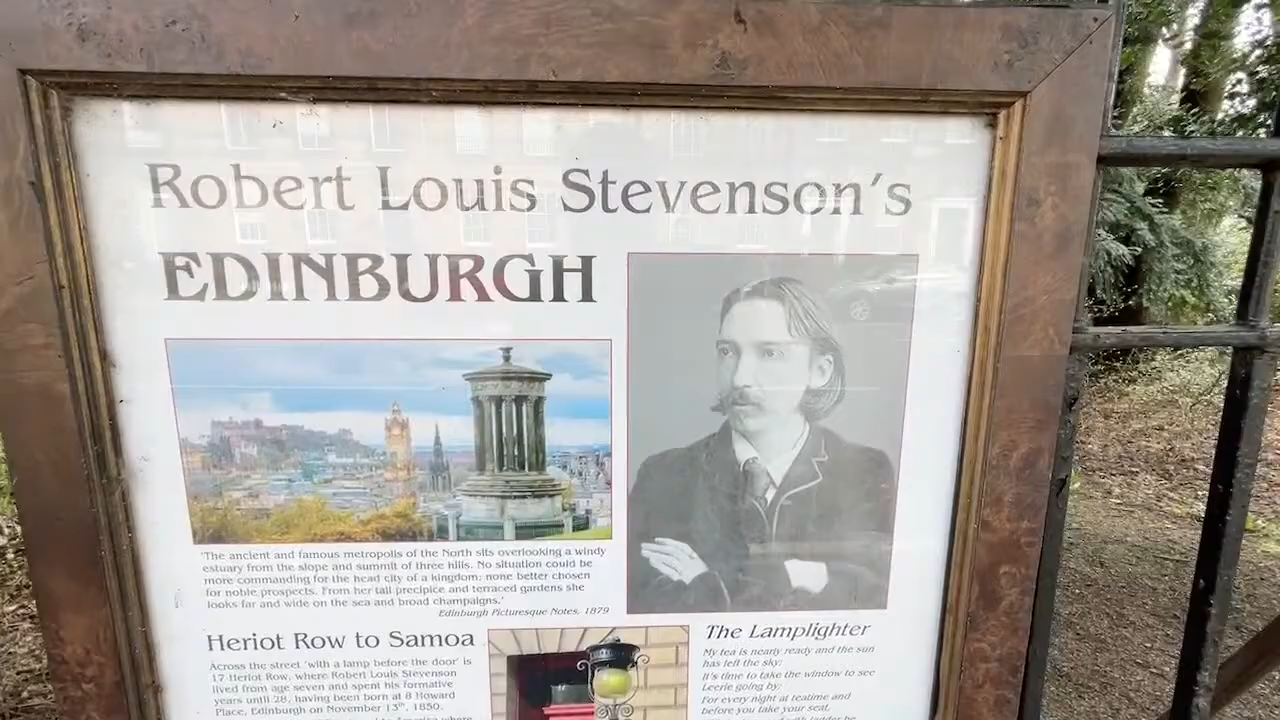 Robert Louis Stevenson's
EDINBURGH
'The ancient and famous metropolis of the North sits overlooking a windy
estuary from the slope and summit of three hills. No situation could be
more commanding for the head city of a kingdom; none better chosen
for noble prospects. From her tall precipice and terraced gardens she
looks far and wide on the sea and broad champaigns.'
Edinburgh Picturesque Notes, 1879
Heriot Row to Samoa
Across the street 'with a lamp before the door' is
17 Heriot Row, where Robert Louis Stevenson
lived from age seven and spent his formative
years until 28, having been born at 8 Howard
Place, Edinburgh on November 13th, 1850.
to America where
The Lamplighter
My tea is nearly ready and the sun
has left the sky;
It's time to take the window to see
Leerie going by;
For every night at teatime and
before you take your seat,
with ladder